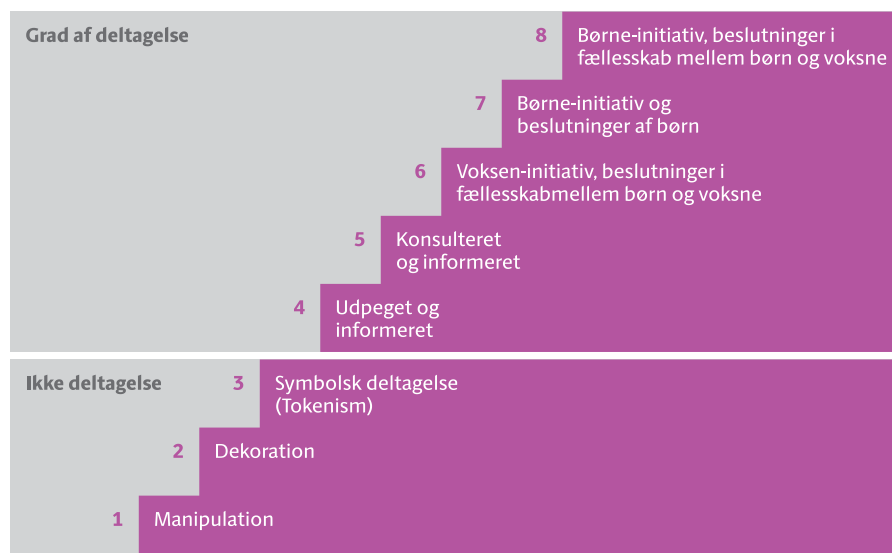 Grad af deltagelse
8
Børne-initiativ, beslutninger i
fællesskab mellem børn og voksne
7
Børne-initiativ og
beslutninger af børn
6
Voksen-initiativ, beslutninger i
fællesskabmellem børn og voksne
5
Konsulteret
og informeret
4
Udpeget og
informeret
Ikke deltagelse
3
Symbolsk deltagelse
(Tokenism)
2
Dekoration
1
Manipulation